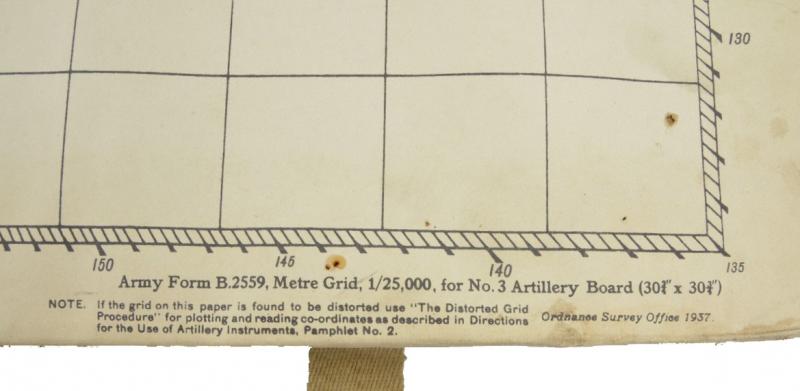 130
150 145 140 135
Army Form B.2559, Metre Grid, 1/25,000, for No. 3 Artillery Board (30¾" x 30¾")
NOTE. If the grid on this paper is found to be distorted use "The Distorted Grid
Procedure" for plotting and reading co-ordinates as described in Directions
for the Use of Artillery Instruments, Pamphlet No. 2.
Ordnance Survey Office 1937.